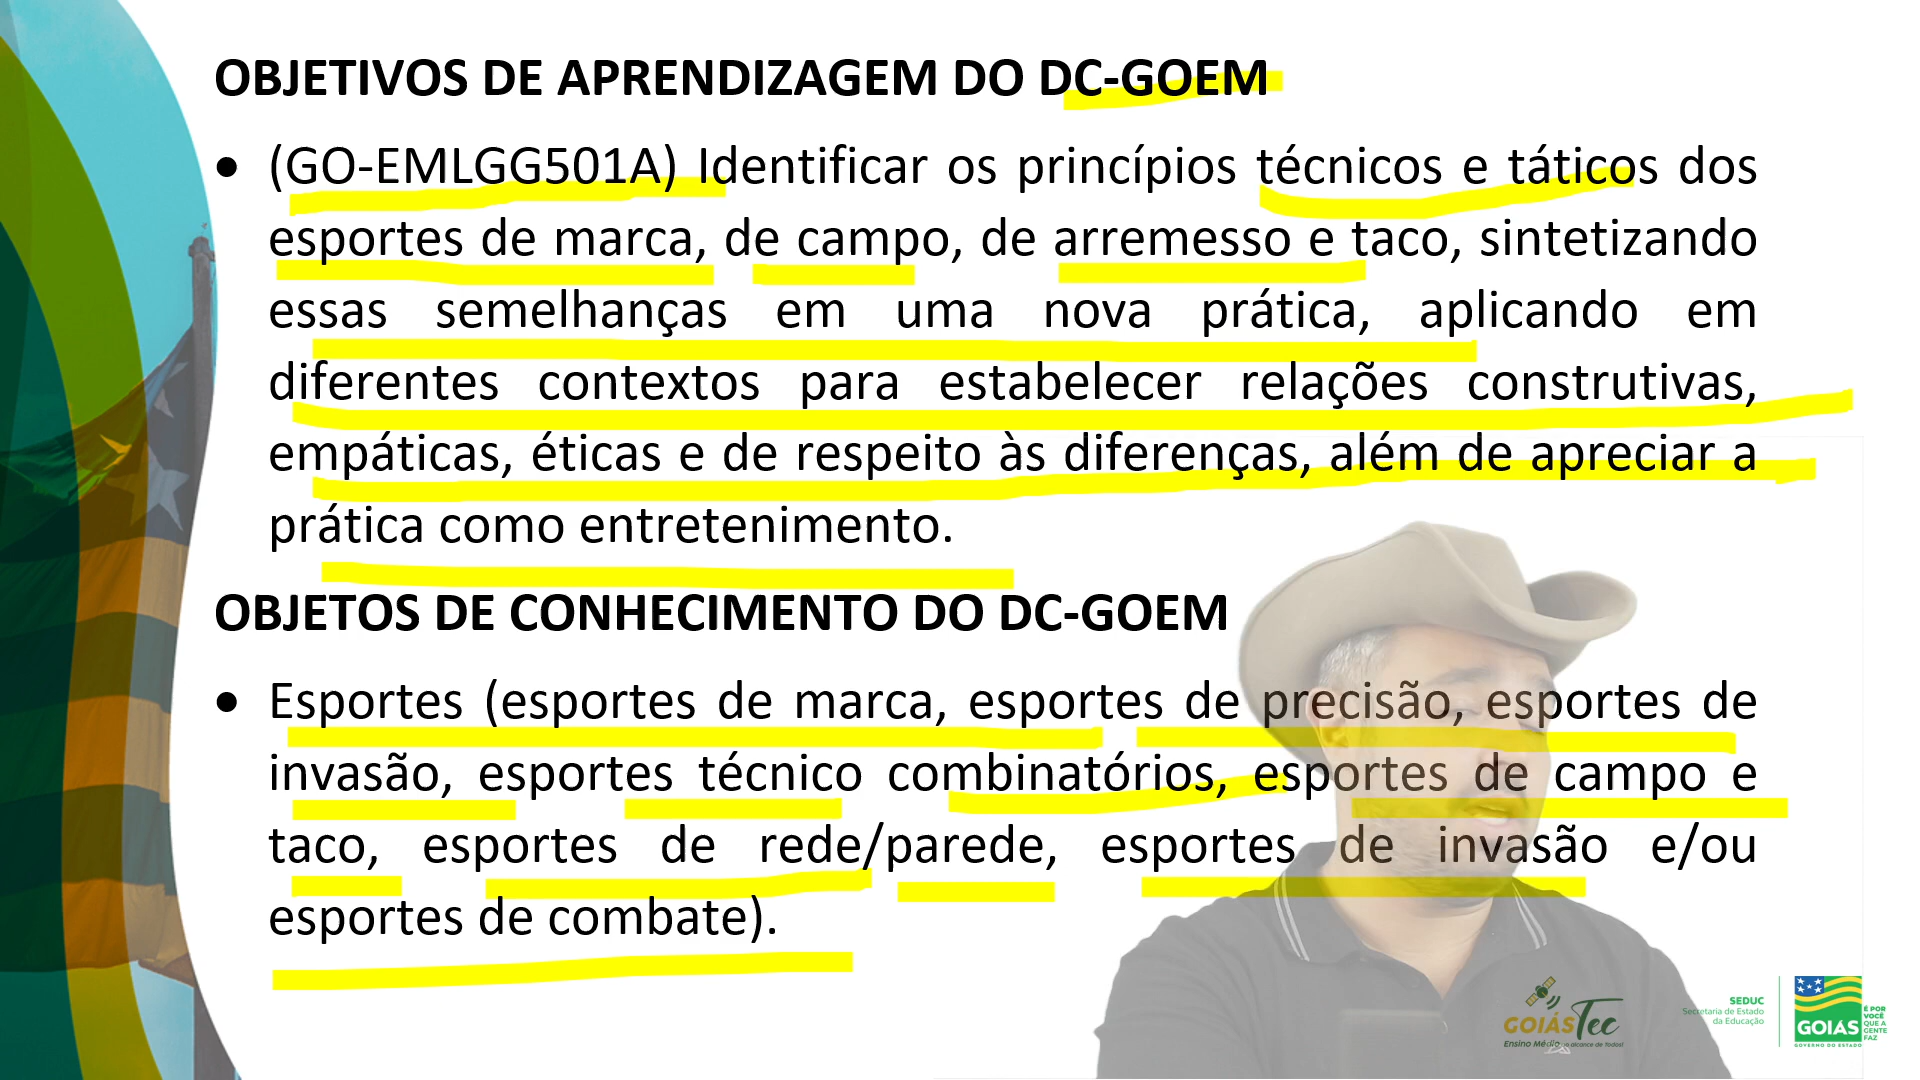 OBJETIVOS DE APRENDIZAGEM DO DC-GOEM
• (GO-EMLGG501A) Identificar os princípios técnicos e táticos dos
esportes de marca, de campo, de arremesso e taco, sintetizando
essas semelhanças em uma nova prática, aplicando em
diferentes contextos para estabelecer relações construtivas,
empáticas, éticas e de respeito às diferenças, além de apreciar a
prática como entretenimento.
OBJETOS DE CONHECIMENTO DO DC-GOEM
• Esportes (esportes de marca, esportes de precisão, esportes de
invasão, esportes técnico combinatórios, esportes de campo e
taco, esportes de rede/parede, esportes de invasão e/ou
esportes de combate).
GOIÁS Tec
Ensino Médio ao alcance de todos!
SEDUC
Secretaria de Estado
da Educação
GOIÁS
GOVERNO DO ESTADO
É POR
VOCÊ
QUE A
GENTE
FAZ